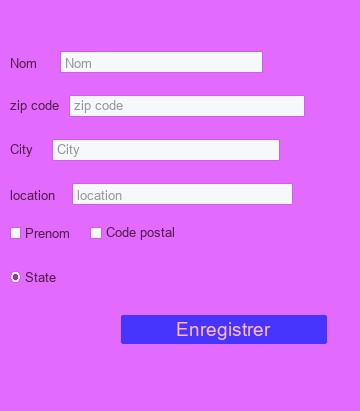 Nom Nom
zip code zip code
City City
location location
Prenom Code postal
State
Enregistrer